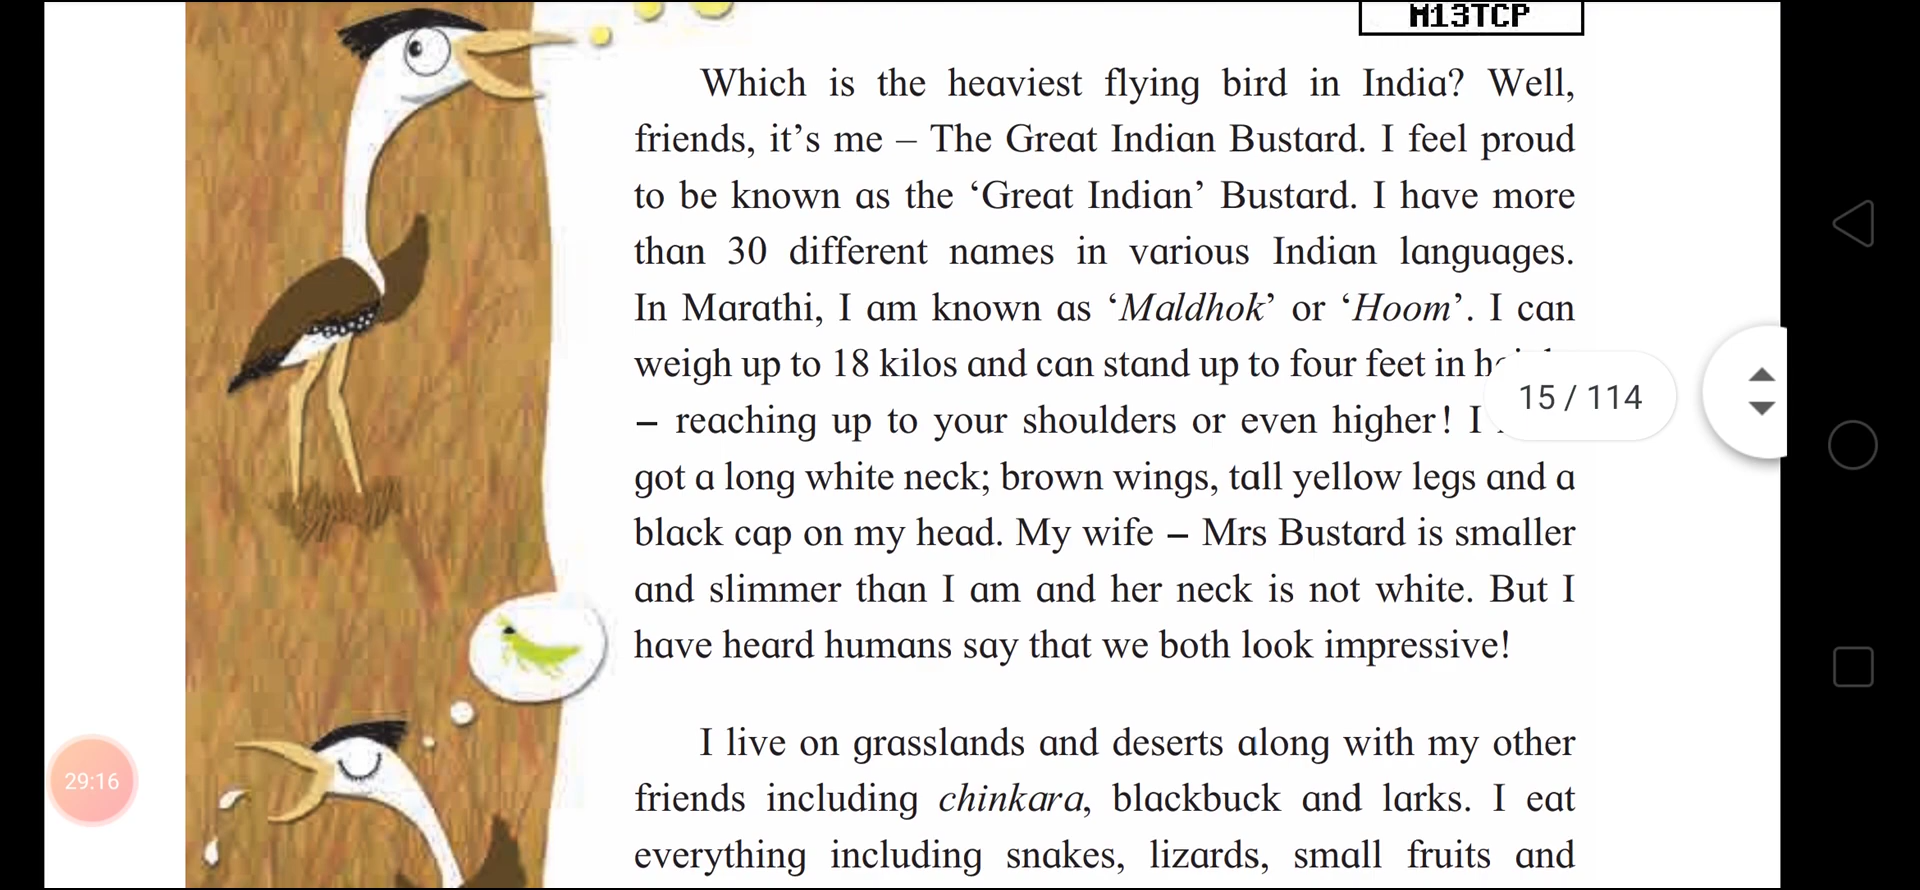 M13TCP
Which is the heaviest flying bird in India? Well,
friends, it's me – The Great Indian Bustard. I feel proud
to be known as the ‘Great Indian’ Bustard. I have more
than 30 different names in various Indian languages.
In Marathi, I am known as ‘Maldhok’ or ‘Hoom’. I can
weigh up to 18 kilos and can stand up to four feet in
– reaching up to your shoulders or even higher! I
got a long white neck; brown wings, tall yellow legs and a
black cap on my head. My wife – Mrs Bustard is smaller
and slimmer than I am and her neck is not white. But I
have heard humans say that we both look impressive!
I live on grasslands and deserts along with my other
friends including chinkara, blackbuck and larks. I eat
everything including snakes, lizards, small fruits and
15 / 114
29:16